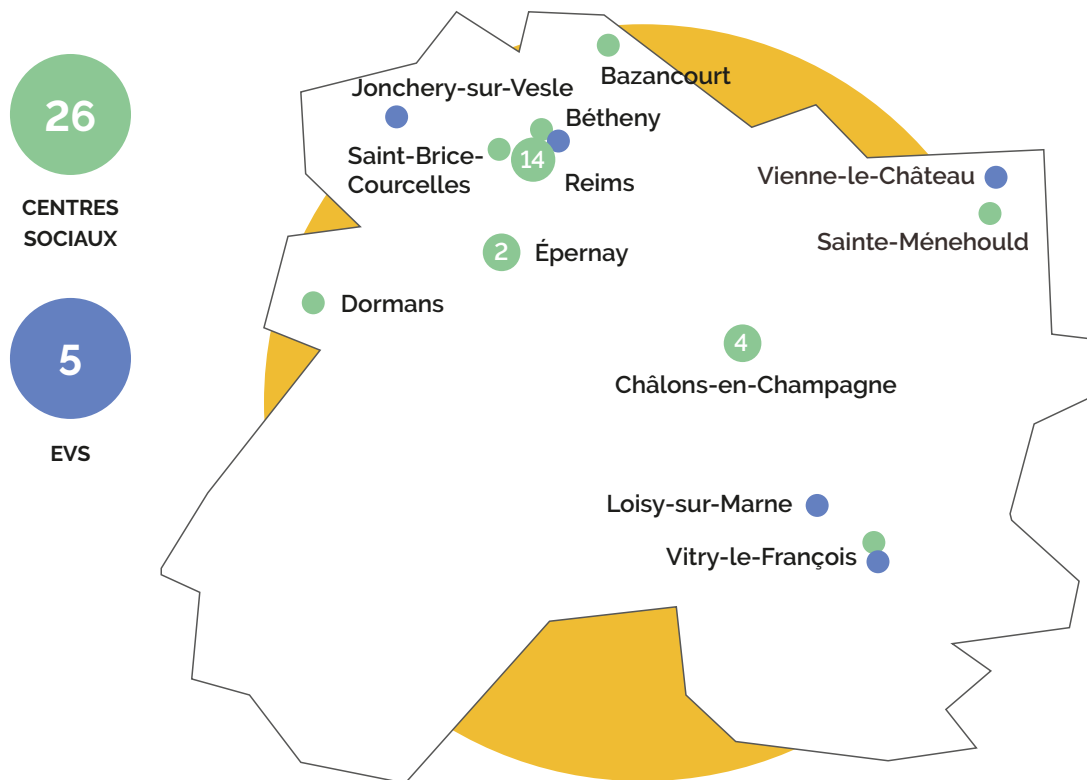 26
CENTRES
SOCIAUX
5
EVS
Bazancourt
Jonchery-sur-Vesle
Bétheny
Saint-Brice-
Courcelles
14
Reims
Vienne-le-Château
Sainte-Ménehould
2
Épernay
Dormans
4
Châlons-en-Champagne
Loisy-sur-Marne
Vitry-le-François